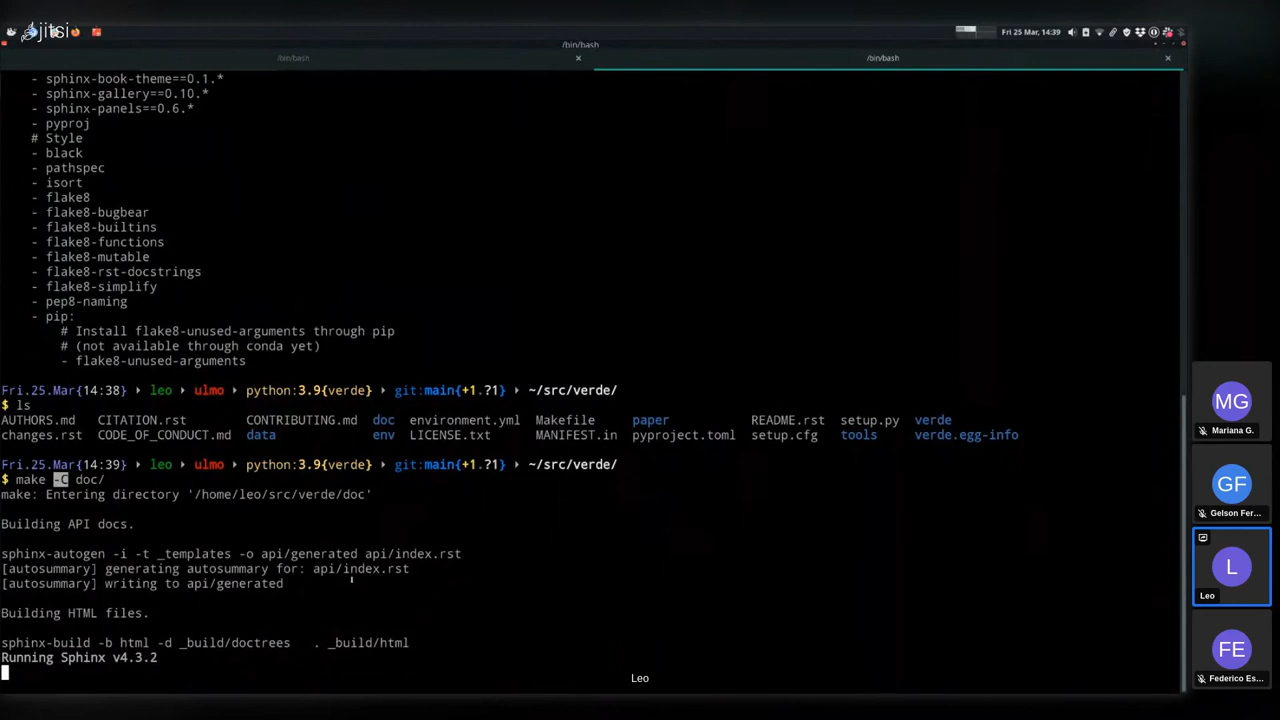 jitsi
Fri 25 Mar, 14:39
/bin/bash
/bin/bash
/bin/bash
- sphinx-book-theme==0.1.*
- sphinx-gallery==0.10.*
- sphinx-panels==0.6.*
- pyproj
# Style
- black
- pathspec
- isort
- flake8
- flake8-bugbear
- flake8-builtins
- flake8-functions
- flake8-mutable
- flake8-rst-docstrings
- flake8-simplify
- pep8-naming
- pip:
# Install flake8-unused-arguments through pip
# (not available through conda yet)
- flake8-unused-arguments
Fri.25.Mar{14:38} ‣ leo ‣ ulmo ‣ python:3.9{verde} ‣ git:main{+1.?1} ‣ ~/src/verde/
$ ls
AUTHORS.md CITATION.rst CONTRIBUTING.md doc environment.yml Makefile paper README.rst setup.py verde
changes.rst CODE_OF_CONDUCT.md data env LICENSE.txt MANIFEST.in pyproject.toml setup.cfg tools verde.egg-info
Fri.25.Mar{14:39} ‣ leo ‣ ulmo ‣ python:3.9{verde} ‣ git:main{+1.?1} ‣ ~/src/verde/
$ make -C doc/
make: Entering directory '/home/leo/src/verde/doc'
Building API docs.
sphinx-autogen -i -t _templates -o api/generated api/index.rst
[autosummary] generating autosummary for: api/index.rst
[autosummary] writing to api/generated
Building HTML files.
sphinx-build -b html -d _build/doctrees . _build/html
Running Sphinx v4.3.2
Leo
MG
Mariana G.
GF
Gelson Fer...
L
Leo
FE
Federico Es...